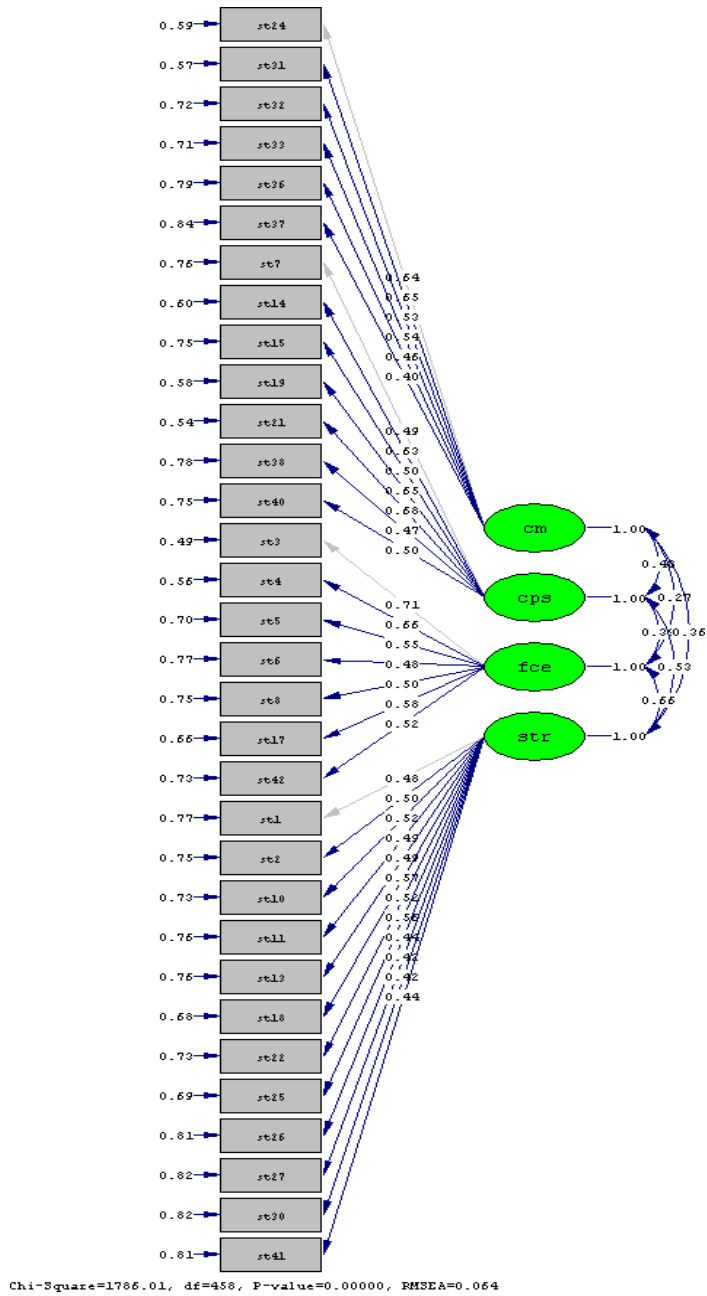 0.59 st24
0.57 st31
0.72 st32
0.71 st33
0.79 st36
0.84 st37
0.76 st7
0.60 st14
0.75 st15
0.58 st19
0.54 st21
0.78 st38
0.75 st40
0.49 st3
0.56 st4
0.70 st5
0.77 st6
0.75 st8
0.66 st17
0.73 st42
0.77 st1
0.75 st2
0.73 st10
0.76 st11
0.76 st13
0.68 st18
0.73 st22
0.69 st25
0.81 st26
0.82 st27
0.82 st30
0.81 st41
0.64
0.53
0.54
0.46
0.40
0.49
0.63
0.50
0.65
0.68
0.47
0.50
0.71
0.66
0.55
0.48
0.50
0.58
0.52
0.48
0.50
0.52
0.49
0.49
0.57
0.52
0.56
0.44
0.42
0.42
0.44
cm 1.00
cps 1.00
fce 1.00
str 1.00
0.27
0.36
0.53
Chi-Square=1786.01, df=458, P-value=0.00000, RMSEA=0.064